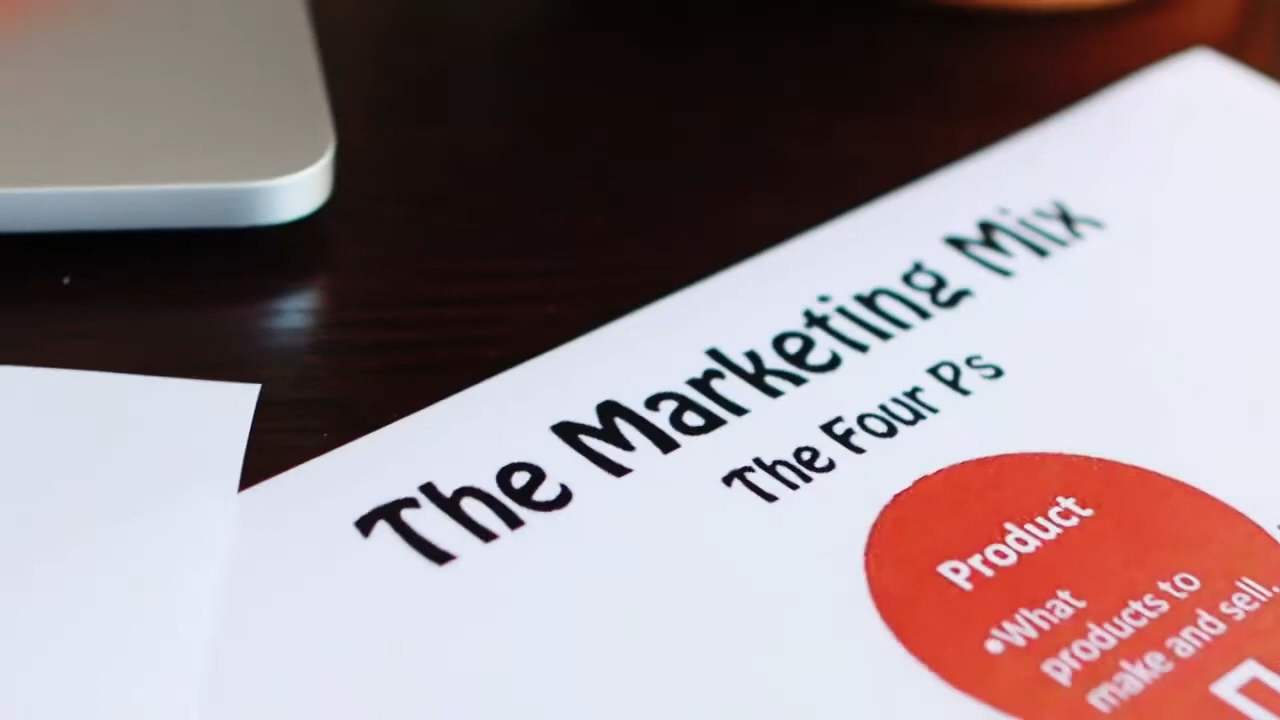 The Marketing Mix
The Four Ps
Product
•What
products to
make and sell.